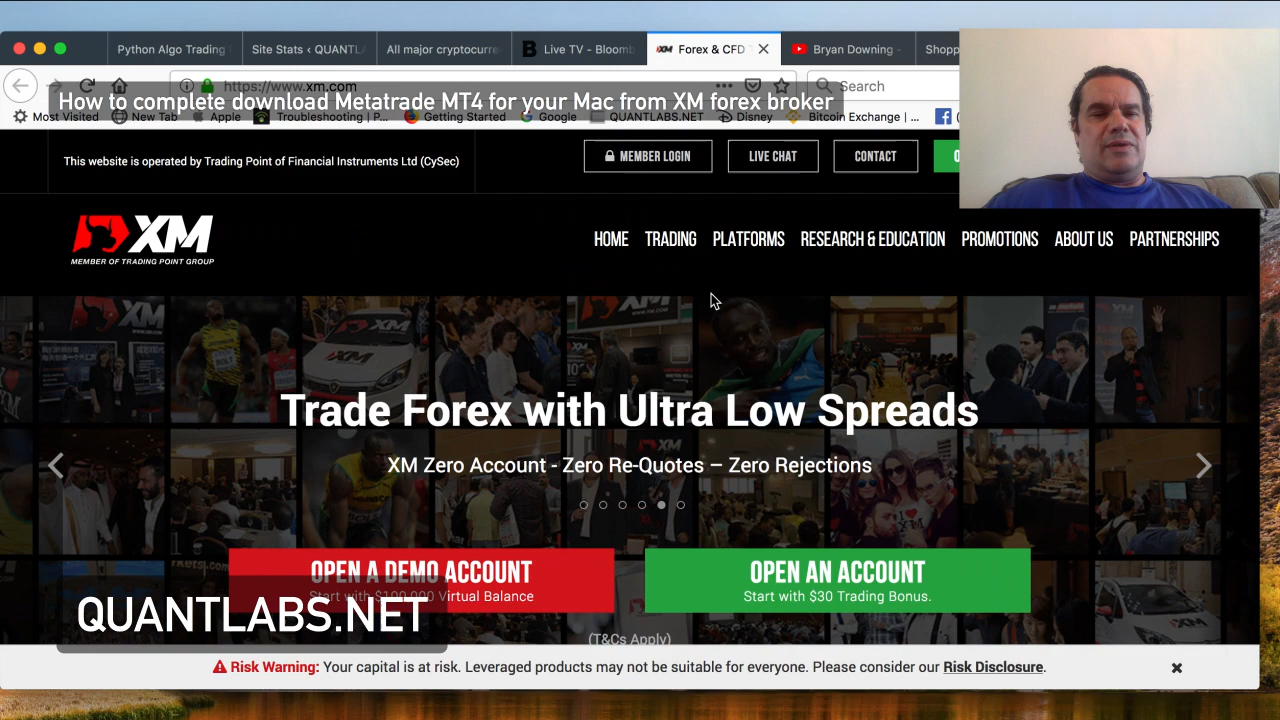 Python Algo Trading
Site Stats ‹ QUANTL
All major cryptocurre
Live TV - Bloomb
Forex & CFD
Bryan Downing -
Shopp
https://www.xm.com
Search
How to complete download Metatrade MT4 for your Mac from XM forex broker
Most Visited
New Tab
Apple
Troubleshooting | P...
Getting Started
Google
QUANTLABS.NET
Disney
Bitcoin Exchange | ...
This website is operated by Trading Point of Financial Instruments Ltd (CySec)
MEMBER LOGIN
LIVE CHAT
CONTACT
XM
MEMBER OF TRADING POINT GROUP
HOME
TRADING
PLATFORMS
RESEARCH & EDUCATION
PROMOTIONS
ABOUT US
PARTNERSHIPS
Trade Forex with Ultra Low Spreads
XM Zero Account - Zero Re-Quotes – Zero Rejections
OPEN A DEMO ACCOUNT
Start with $100,000 Virtual Balance
OPEN AN ACCOUNT
Start with $30 Trading Bonus.
QUANTLABS.NET
(T&Cs Apply)
Risk Warning: Your capital is at risk. Leveraged products may not be suitable for everyone. Please consider our Risk Disclosure.